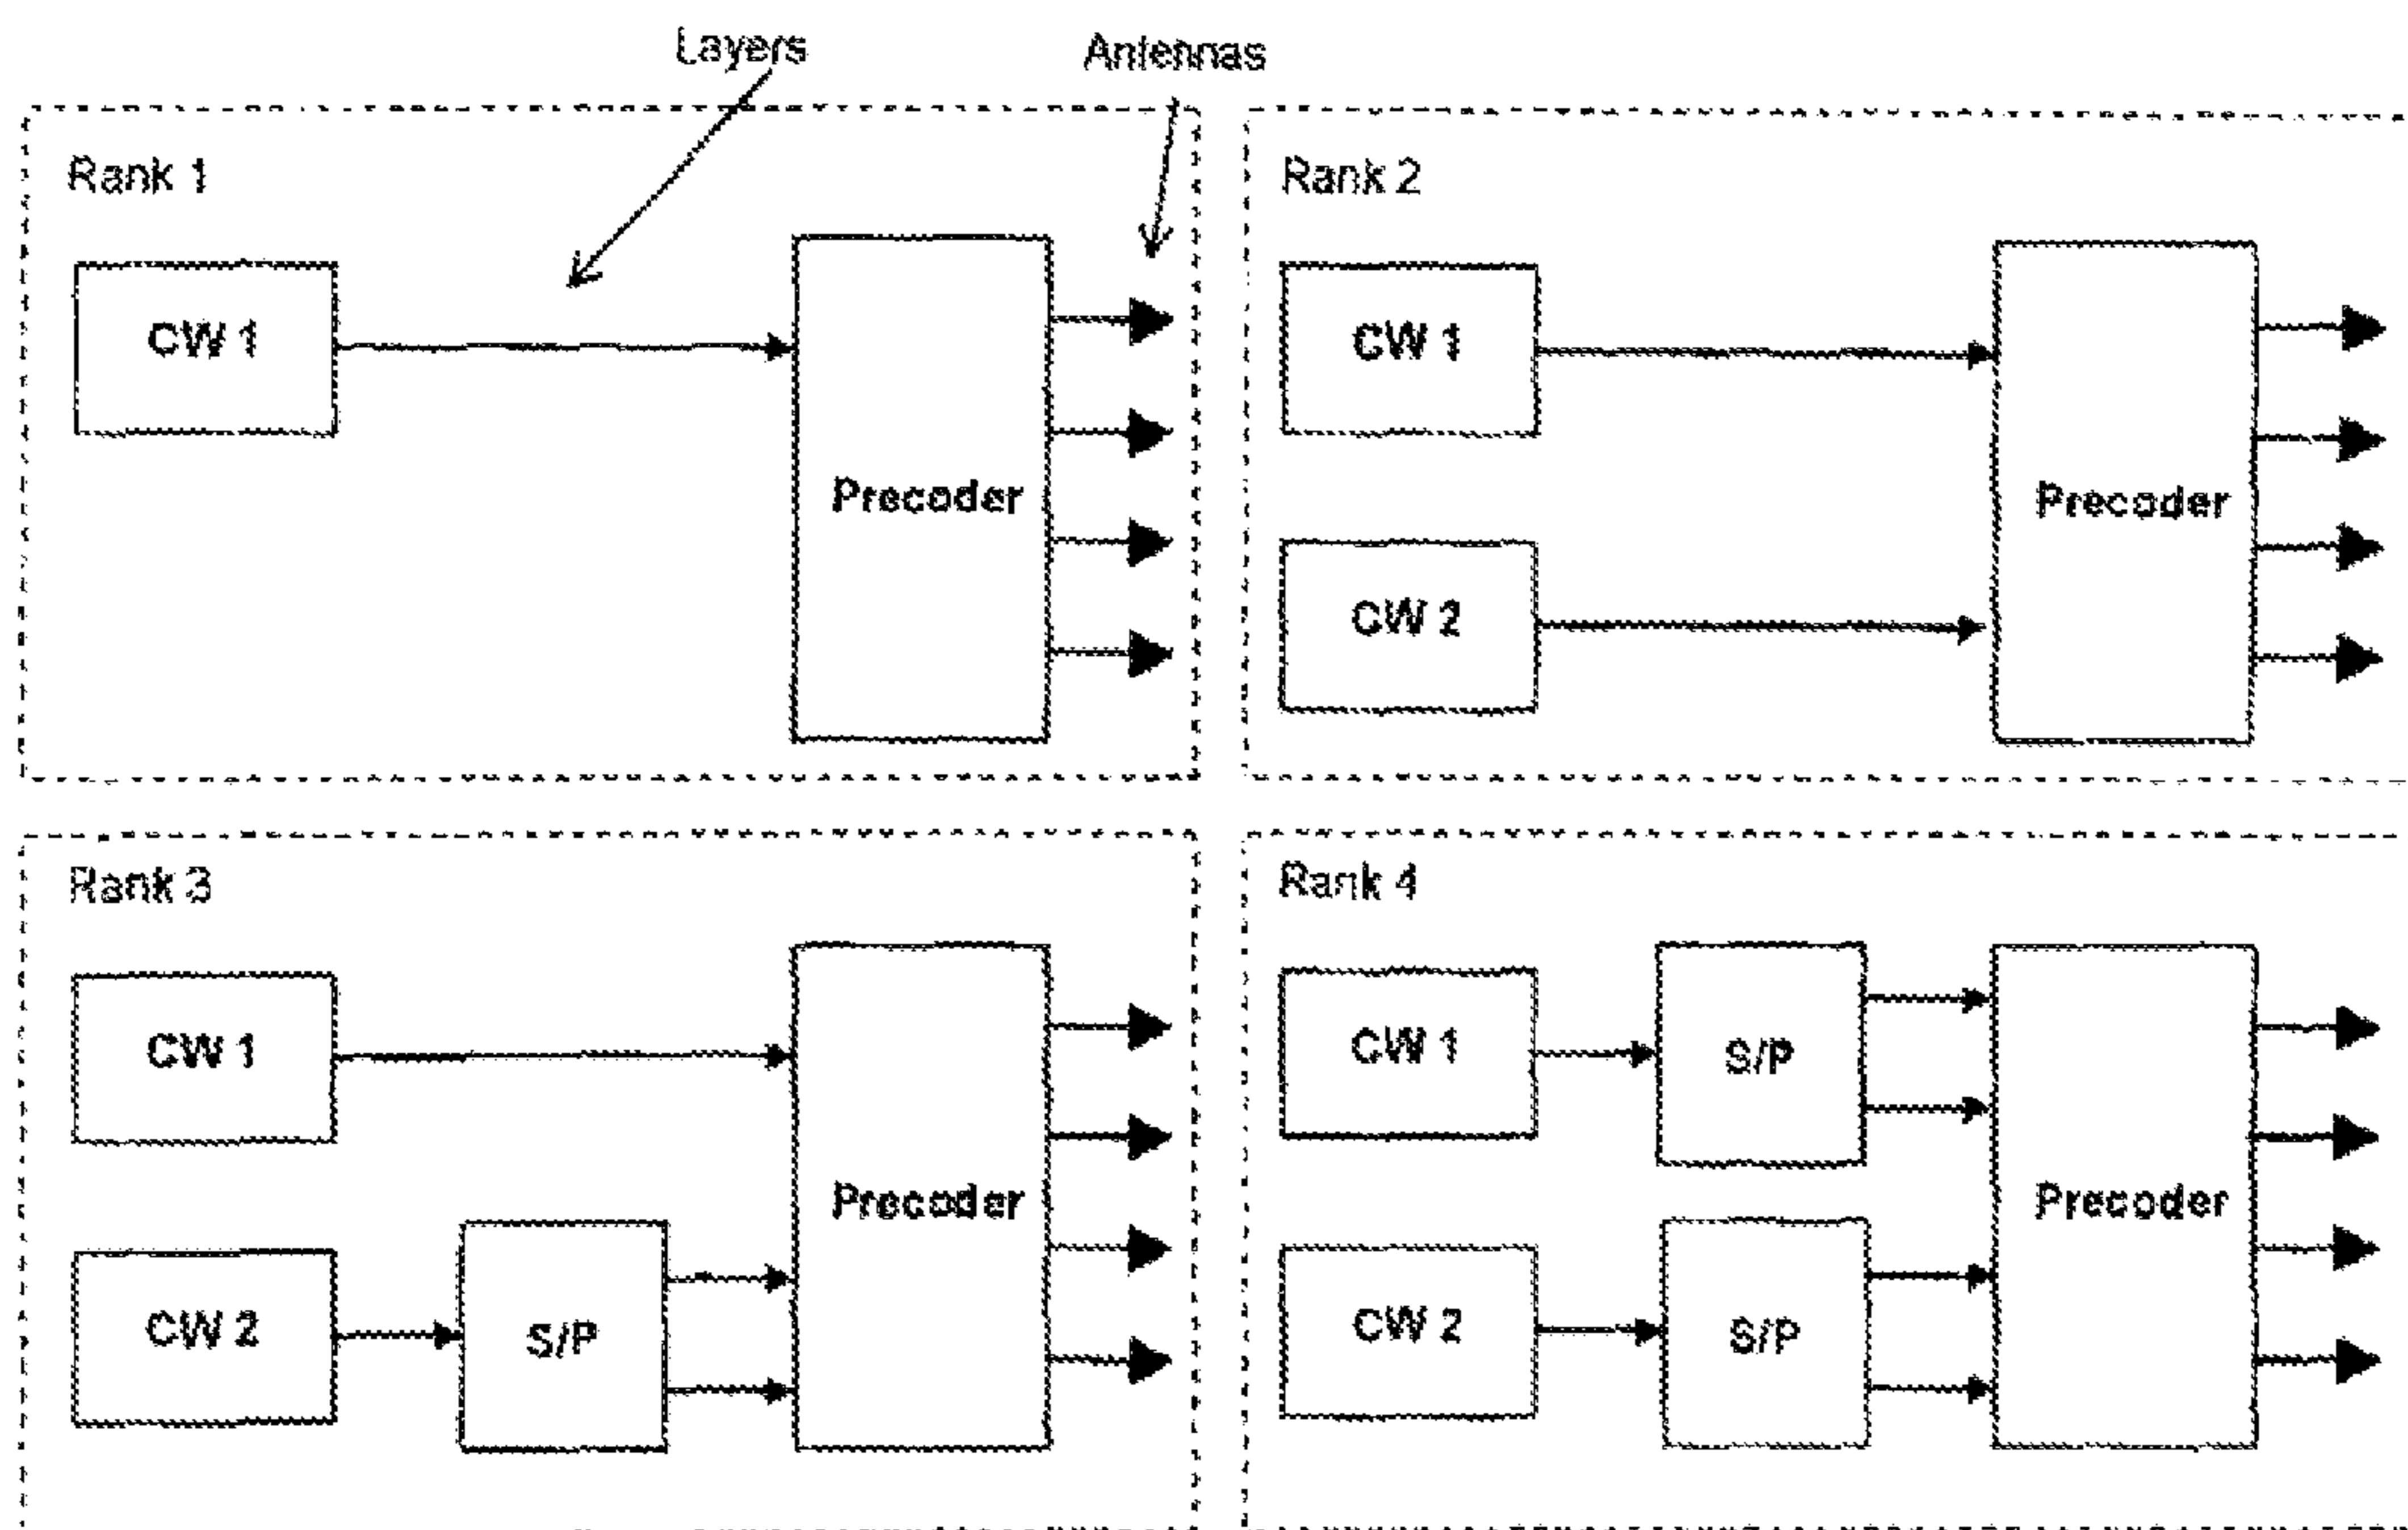 Layers
Antennas
Rank 1
CW 1
Precoder
Rank 2
CW 1
CW 2
Precoder
Rank 3
CW 1
CW 2
S/P
Precoder
Rank 4
CW 1
S/P
CW 2
S/P
Precoder